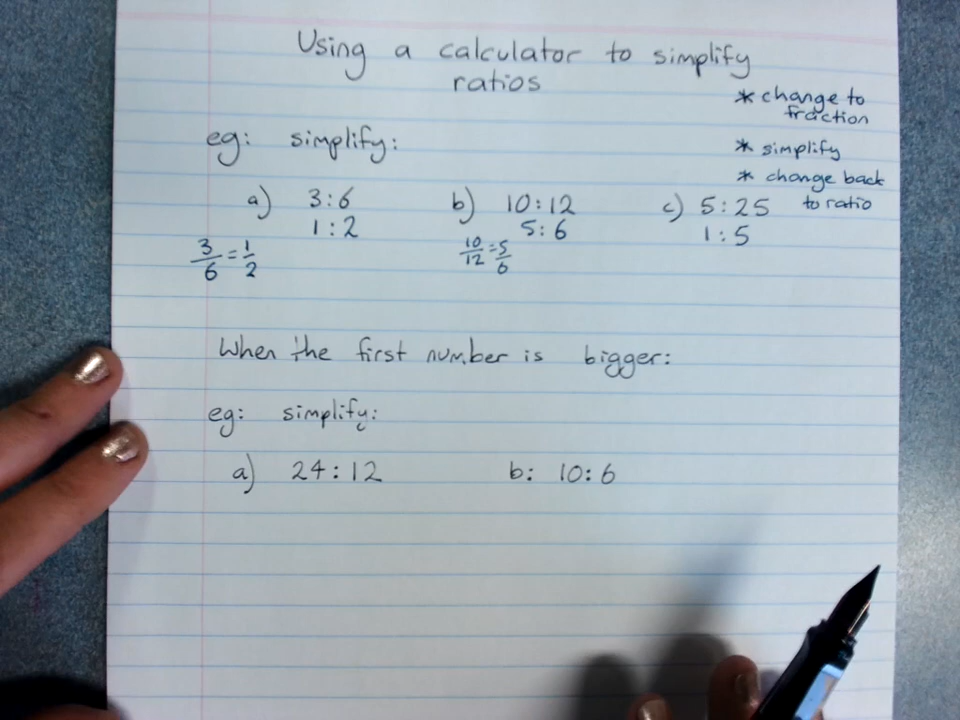 Using a calculator to simplify
ratios
* change to
fraction
* simplify
* change back
to ratio
eg: simplify:
a) 3:6
1:2
3/6 = 1/2
b) 10:12
5:6
10/12 = 5/6
c) 5:25
1:5
When the first number is bigger:
eg: simplify:
a) 24:12
b: 10:6